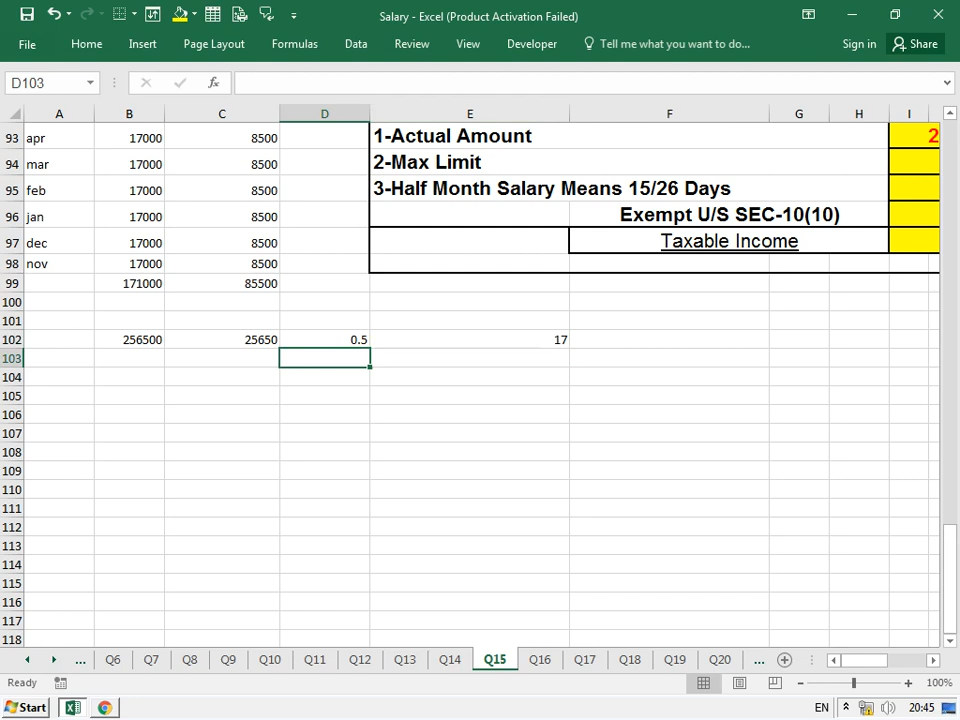 Salary - Excel (Product Activation Failed)
File Home Insert Page Layout Formulas Data Review View Developer Tell me what you want to do... Sign in Share
D103 fx
A B C D E F G H I
93 apr 17000 8500 1-Actual Amount 2
94 mar 17000 8500 2-Max Limit
95 feb 17000 8500 3-Half Month Salary Means 15/26 Days
96 jan 17000 8500 Exempt U/S SEC-10(10)
97 dec 17000 8500 Taxable Income
98 nov 17000 8500
99 171000 85500
100
101
102 256500 25650 0.5 17
103
104
105
106
107
108
109
110
111
112
113
114
115
116
117
118
... Q6 Q7 Q8 Q9 Q10 Q11 Q12 Q13 Q14 Q15 Q16 Q17 Q18 Q19 Q20 ...
Ready 100%
Start EN 20:45